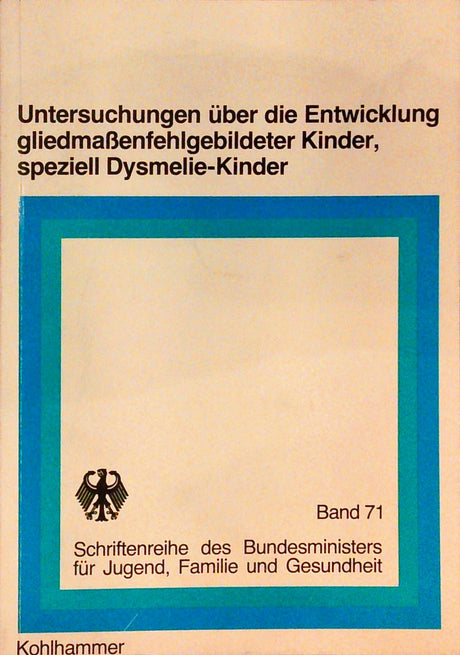 Untersuchungen über die Entwicklung
gliedmaßenfehlgebildeter Kinder,
speziell Dysmelie-Kinder
Band 71
Schriftenreihe des Bundesministers
für Jugend, Familie und Gesundheit
Kohlhammer